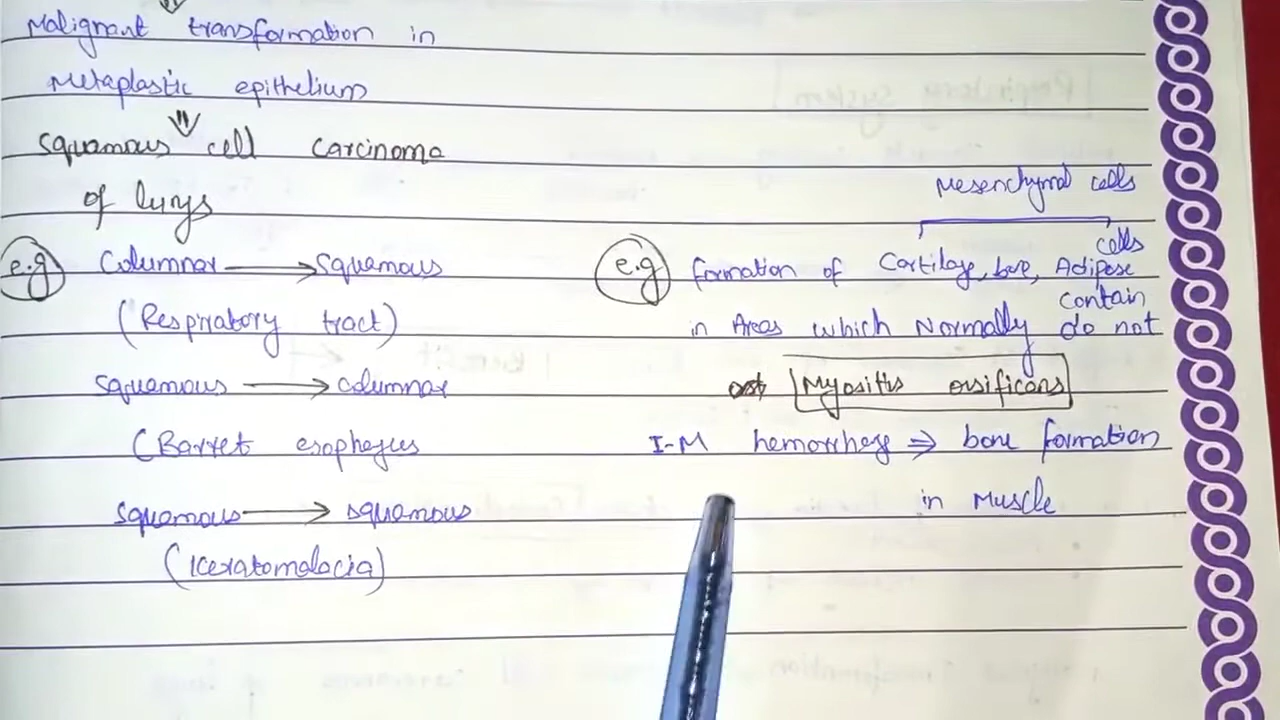 Malignant transformation in
Metaplastic epithelium
⇓
squamous cell carcinoma
of lungs
e.g Columnar → squamous
(Respiratory tract)
squamous → columnar
(Barret esophagus
squamous → squamous
(Keratomalacia)
Mesenchymal cells
e.g formation of Cartilage, bone, Adipose cells
in Areas which Normally do not contain
Myositis ossificans
I-M hemorrhage ⇒ bone formation
in Muscle